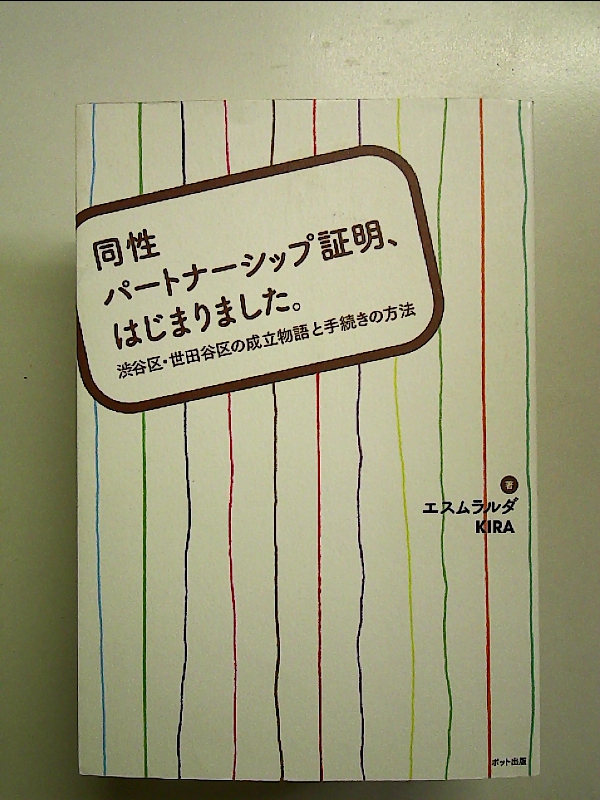 同性
パートナーシップ証明、
はじまりました。
渋谷区・世田谷区の成立物語と手続きの方法
著
エスムラルダ
KIRA
ポット出版